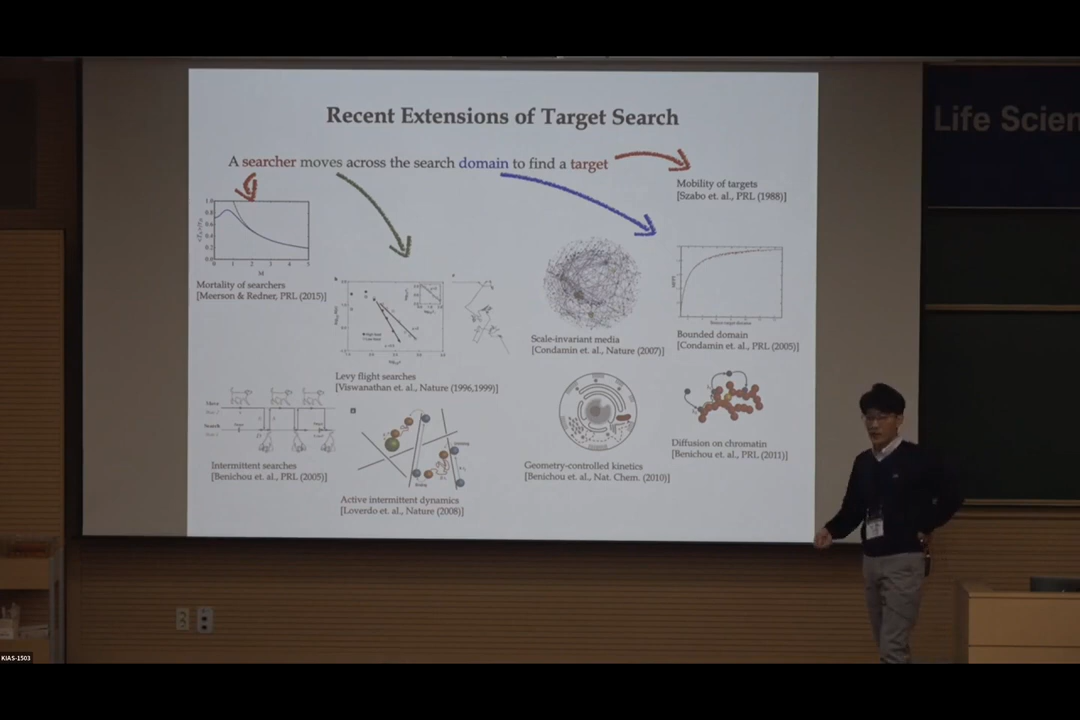 Recent Extensions of Target Search
Life Scien
A searcher moves across the search domain to find a target
Mobility of targets
[Szabo et. al., PRL (1988)]
Mortality of searchers
[Meerson & Redner, PRL (2015)]
Scale-invariant media
[Condamin et. al., Nature (2007)]
Bounded domain
[Condamin et. al., PRL (2005)]
Levy flight searches
[Viswanathan et. al., Nature (1996,1999)]
Move
Search
Intermittent searches
[Benichou et. al., PRL (2005)]
Active intermittent dynamics
[Loverdo et. al., Nature (2008)]
Geometry-controlled kinetics
[Benichou et. al., Nat. Chem. (2010)]
Diffusion on chromatin
[Benichou et. al., PRL (2011)]
KIAS-1503